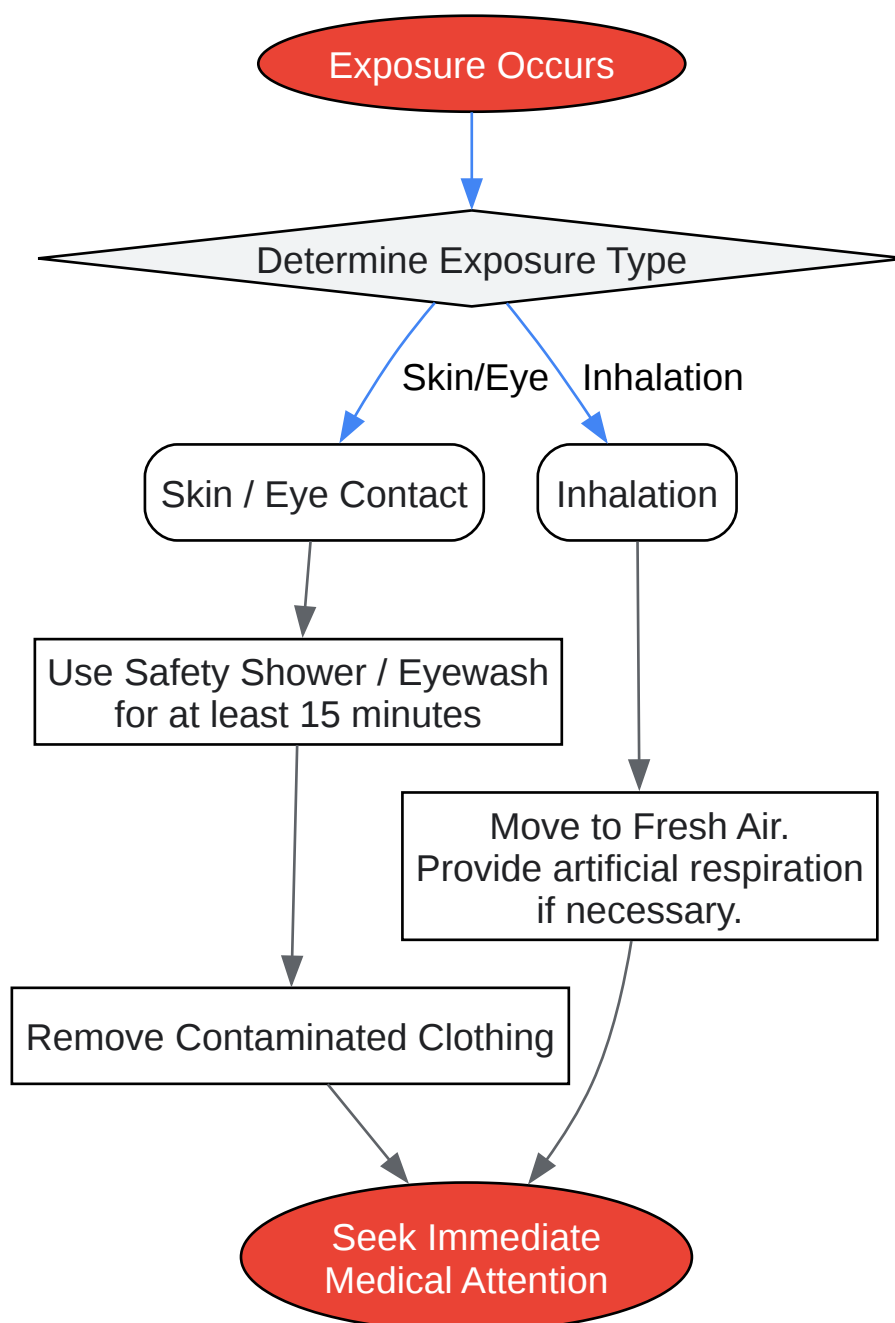 Exposure Occurs
Determine Exposure Type
Skin/Eye
Inhalation
Skin / Eye Contact
Inhalation
Use Safety Shower / Eyewash
for at least 15 minutes
Move to Fresh Air.
Provide artificial respiration
if necessary.
Remove Contaminated Clothing
Seek Immediate
Medical Attention